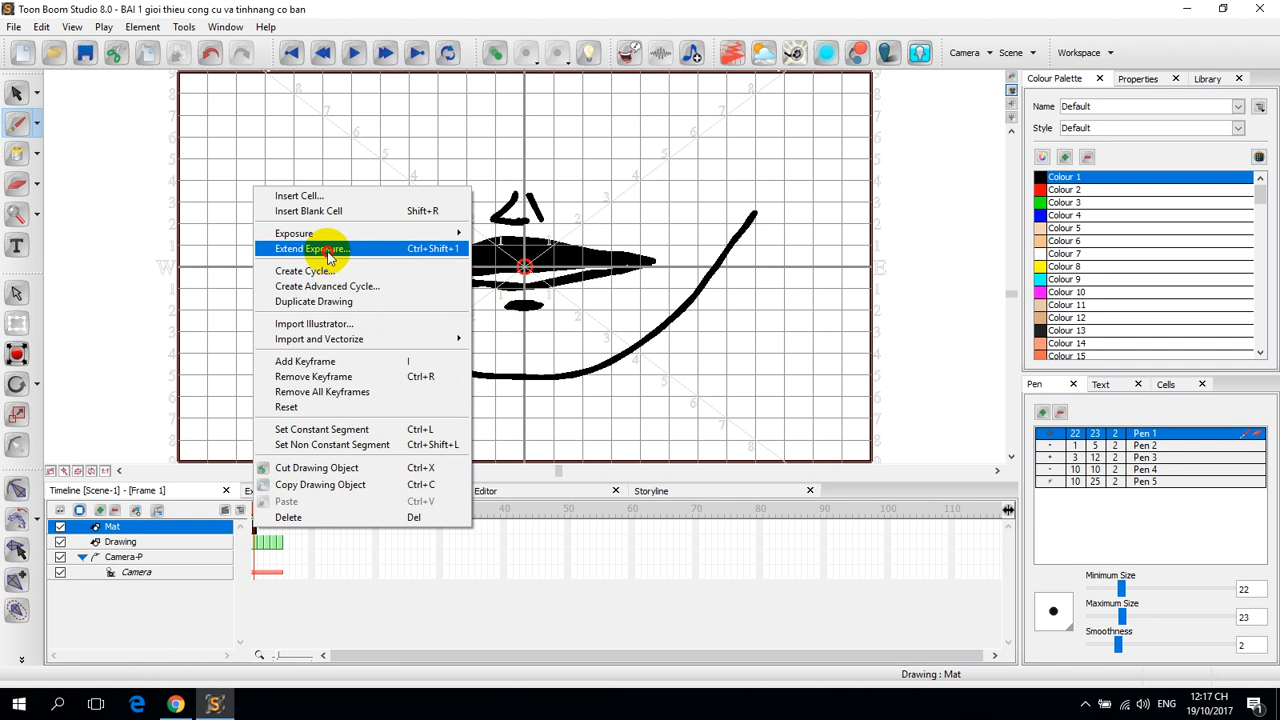 Toon Boom Studio 8.0 - BAI 1 gioi thieu cong cu va tinhnang co ban
File Edit View Play Element Tools Window Help
Camera Scene Workspace
Colour Palette Properties Library
Name Default
Style Default
Colour 1
Colour 2
Colour 3
Colour 4
Colour 5
Colour 6
Colour 7
Colour 8
Colour 9
Colour 10
Colour 11
Colour 12
Colour 13
Colour 14
Colour 15
Insert Cell...
Insert Blank Cell Shift+R
Exposure
Extend Exposure... Ctrl+Shift+1
Create Cycle...
Create Advanced Cycle...
Duplicate Drawing
Import Illustrator...
Import and Vectorize
Add Keyframe I
Remove Keyframe Ctrl+R
Remove All Keyframes
Reset
Set Constant Segment Ctrl+L
Set Non Constant Segment Ctrl+Shift+L
Cut Drawing Object Ctrl+X
Copy Drawing Object Ctrl+C
Paste Ctrl+V
Delete Del
W E
Pen Text Cells
22 23 2 Pen 1
1 5 2 Pen 2
3 12 2 Pen 3
10 10 2 Pen 4
10 25 2 Pen 5
Minimum Size
22
Maximum Size
23
Smoothness
2
Timeline [Scene-1] - [Frame 1] Ex Editor Storyline
40 50 60 70 80 90 100 110
Mat
Drawing
Camera-P
Camera
Drawing : Mat
ENG
12:17 CH
19/10/2017